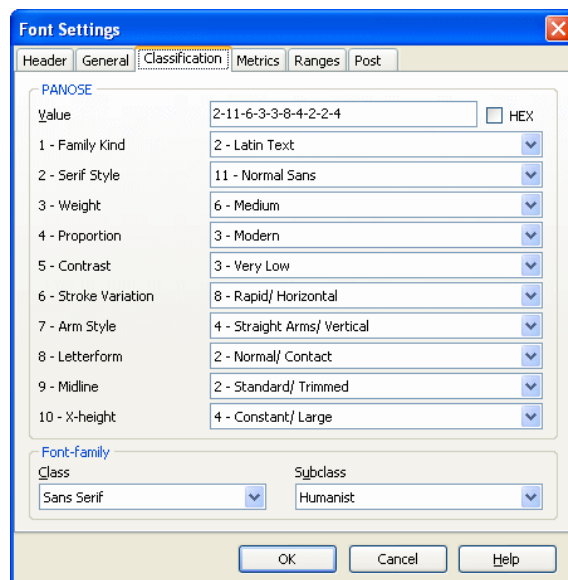 Font Settings
Header General Classification Metrics Ranges Post
PANOSE
Value 2-11-6-3-3-8-4-2-2-4 HEX
1 - Family Kind 2 - Latin Text
2 - Serif Style 11 - Normal Sans
3 - Weight 6 - Medium
4 - Proportion 3 - Modern
5 - Contrast 3 - Very Low
6 - Stroke Variation 8 - Rapid/ Horizontal
7 - Arm Style 4 - Straight Arms/ Vertical
8 - Letterform 2 - Normal/ Contact
9 - Midline 2 - Standard/ Trimmed
10 - X-height 4 - Constant/ Large
Font-family
Class Subclass
Sans Serif Humanist
OK Cancel Help